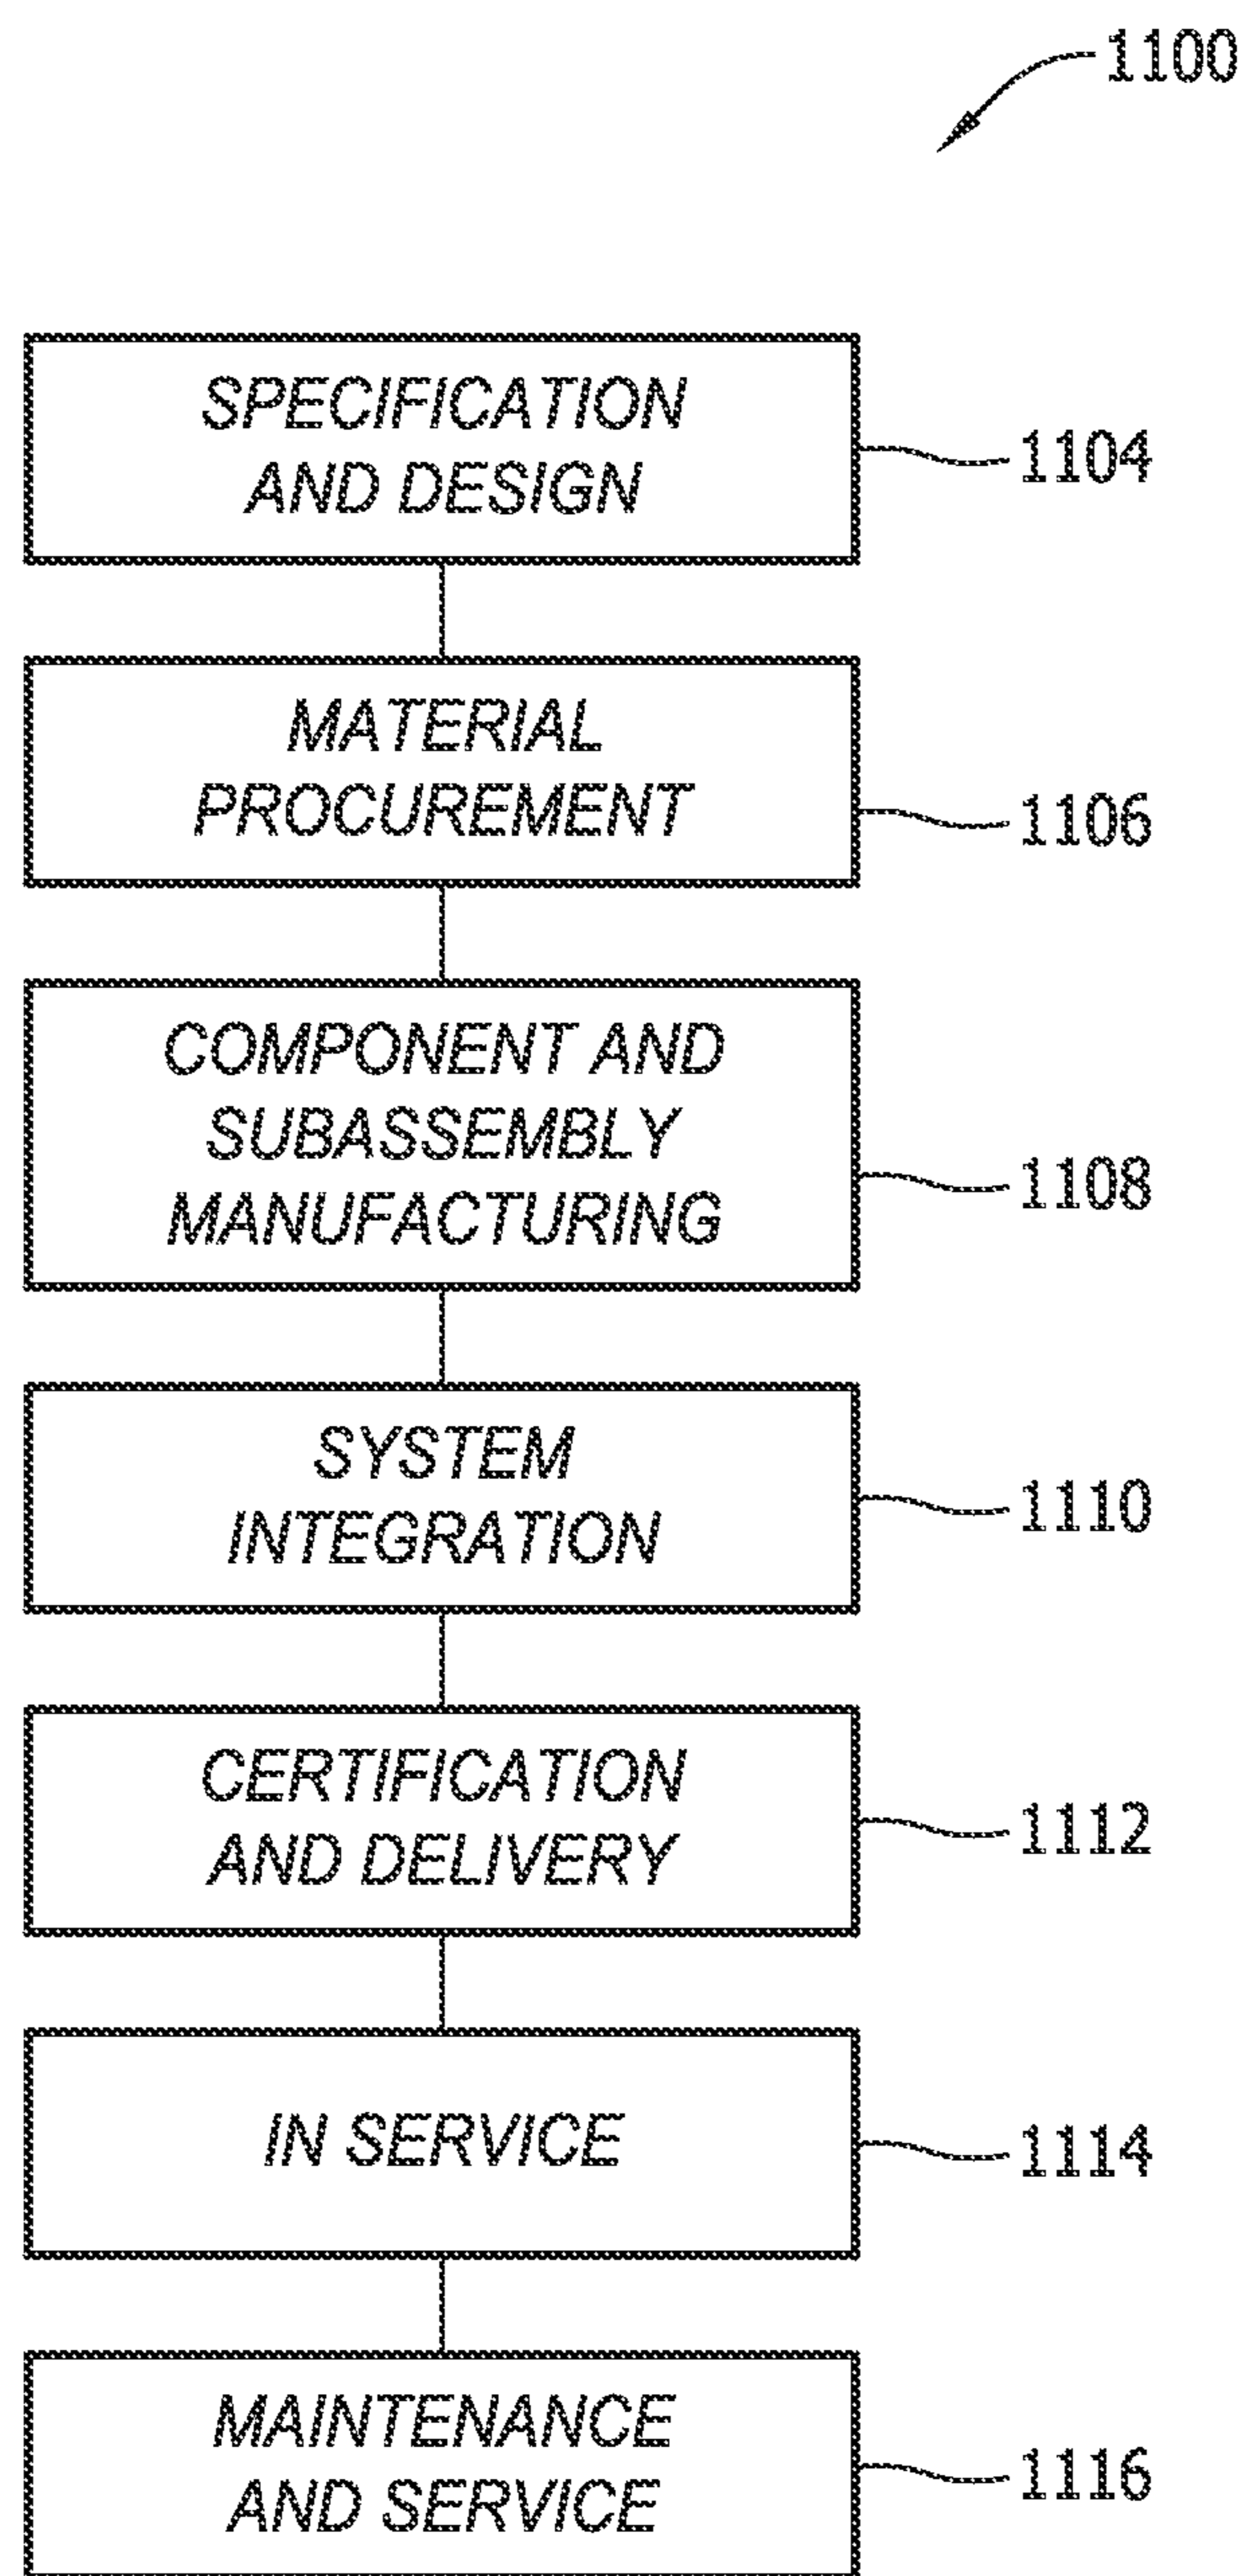 1100
SPECIFICATION
AND DESIGN
1104
MATERIAL
PROCUREMENT
1106
COMPONENT AND
SUBASSEMBLY
MANUFACTURING
1108
SYSTEM
INTEGRATION
1110
CERTIFICATION
AND DELIVERY
1112
IN SERVICE
1114
MAINTENANCE
AND SERVICE
1116